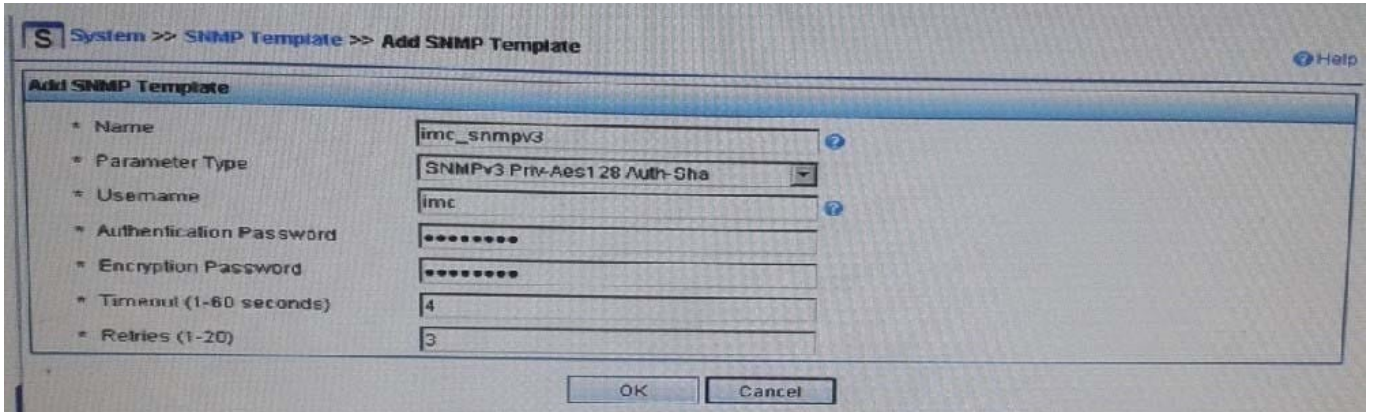 S System >> SNMP Template >> Add SNMP Template
Help
Add SNMP Template
* Name imc_snmpv3
* Parameter Type SNMPv3 Priv-Aes128 Auth-Sha
* Username imc
* Authentication Password ••••••••
* Encryption Password ••••••••
* Timeout (1-60 seconds) 4
* Retries (1-20) 3
OK Cancel